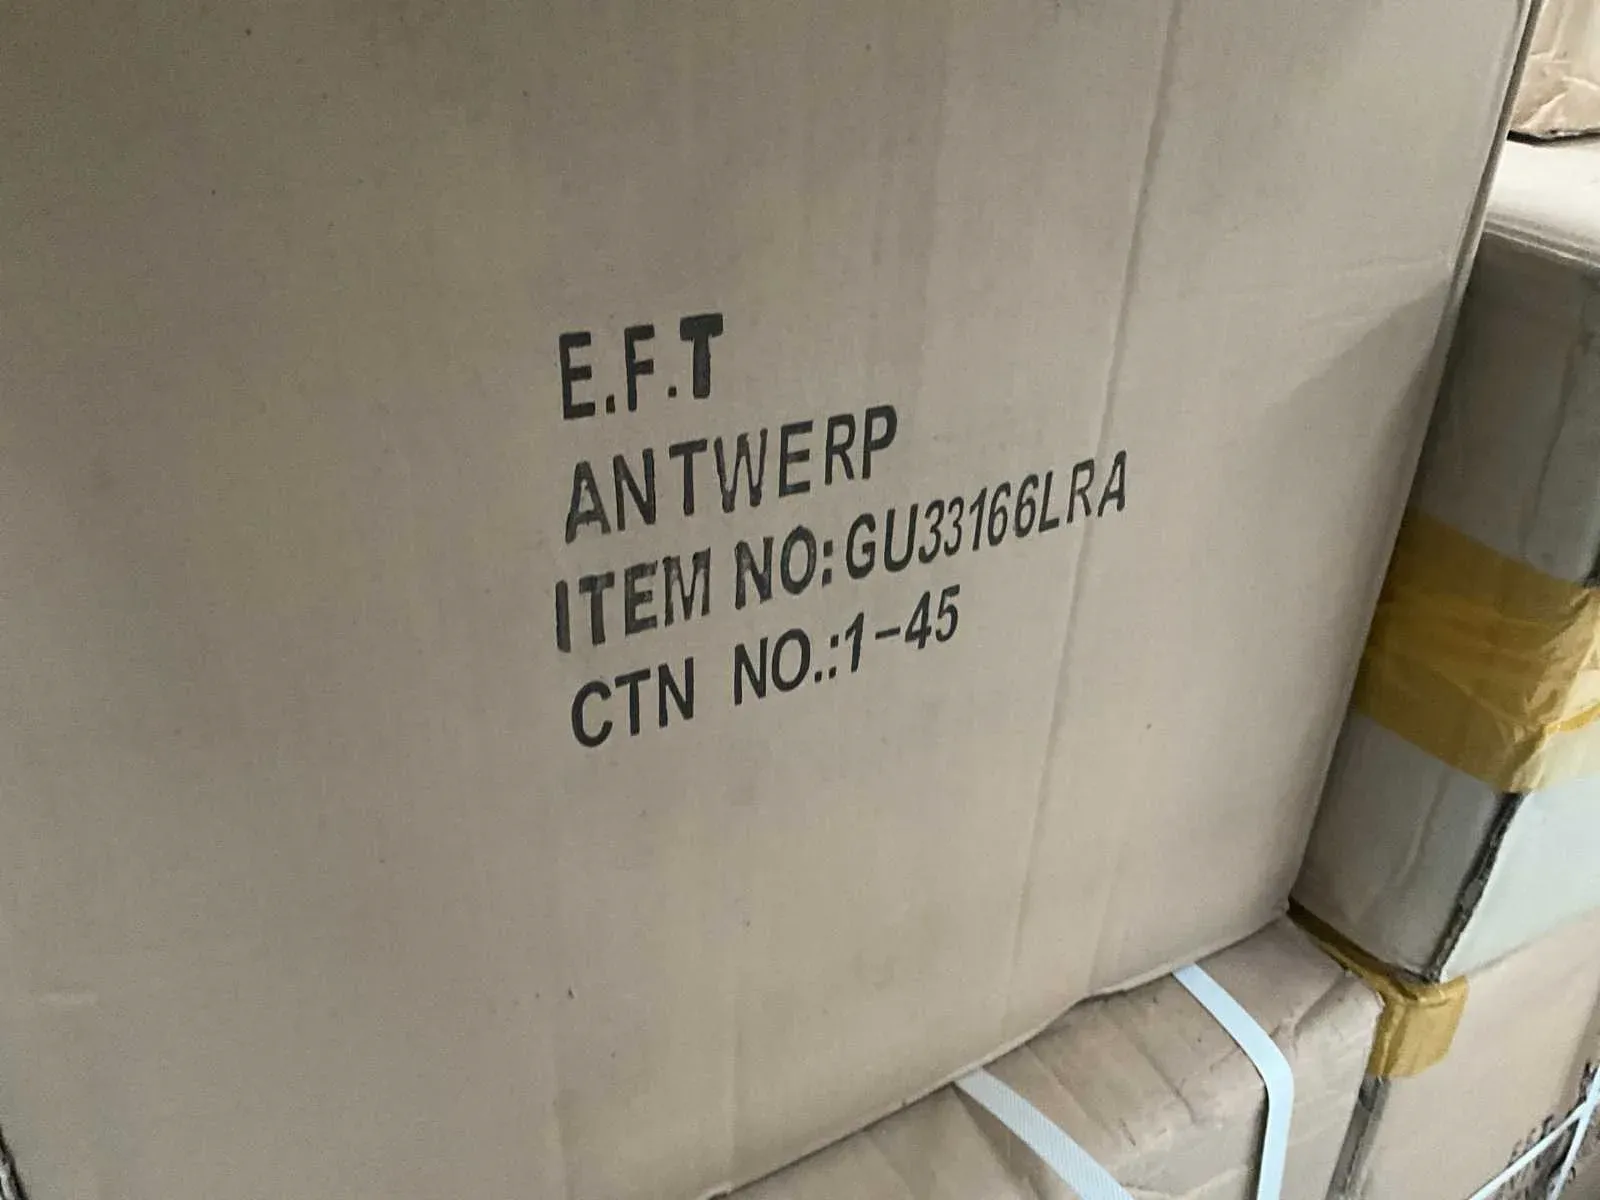 E.F.T
ANTWERP
ITEM NO:GU33166LRA
CTN NO.:1-45